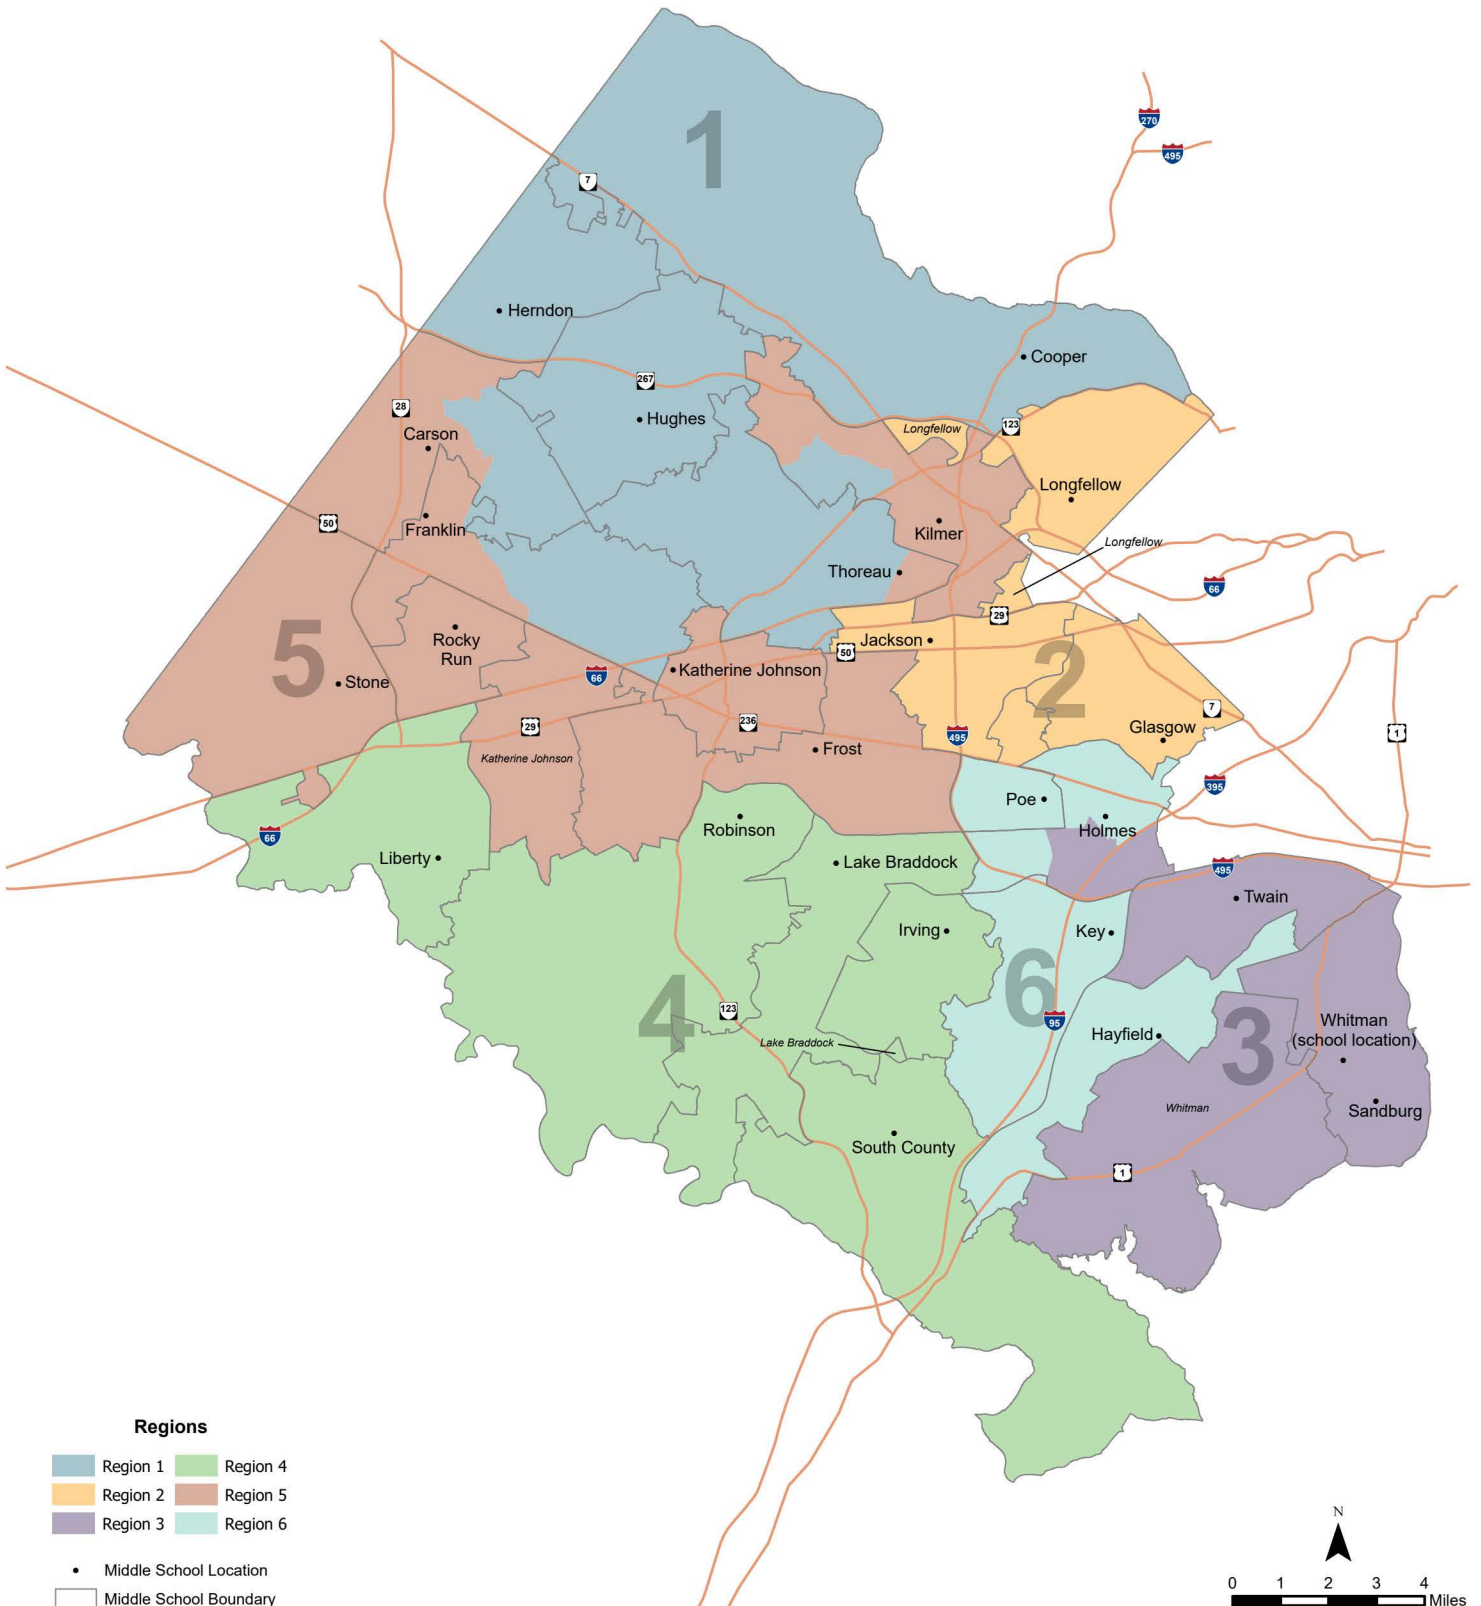 1
270
495
7
Herndon
Cooper
267
28
Hughes
Longfellow
123
Carson
Longfellow
50
Franklin
Kilmer
Longfellow
Thoreau
66
29
Rocky
Run
Jackson
50
5
Katherine Johnson
2
Stone
66
7
29
236
495
Glasgow
1
Katherine Johnson
Frost
395
Poe
Robinson
Holmes
66
Liberty
Lake Braddock
495
Twain
Irving
Key
6
4
123
95
Whitman
(school location)
Hayfield
3
Lake Braddock
Whitman
Sandburg
South County
1
Regions
Region 1
Region 4
Region 2
Region 5
Region 3
Region 6
Middle School Location
Middle School Boundary
N
0 1 2 3 4
Miles